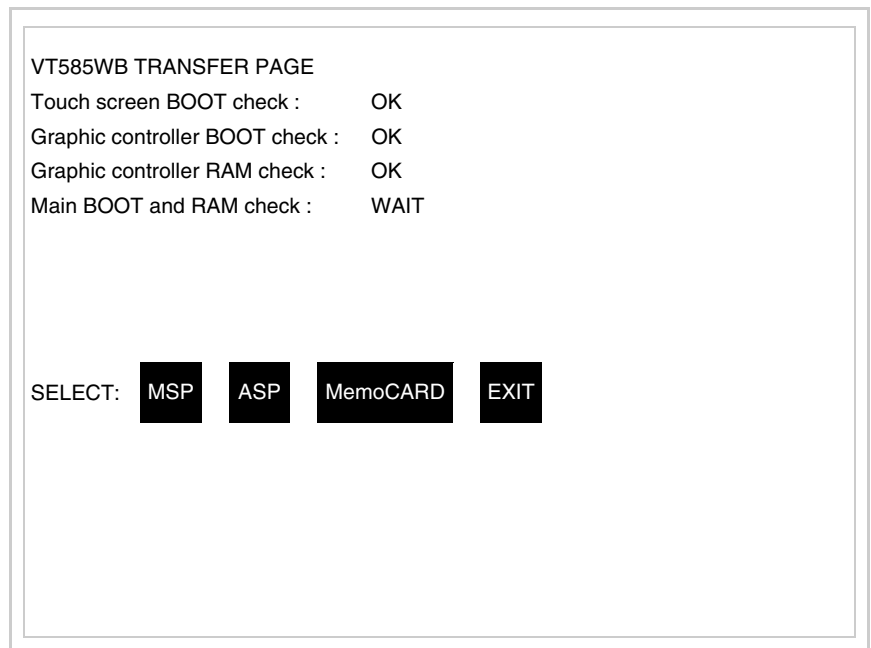 VT585WB TRANSFER PAGE
Touch screen BOOT check : OK
Graphic controller BOOT check : OK
Graphic controller RAM check : OK
Main BOOT and RAM check : WAIT
SELECT: MSP ASP MemoCARD EXIT